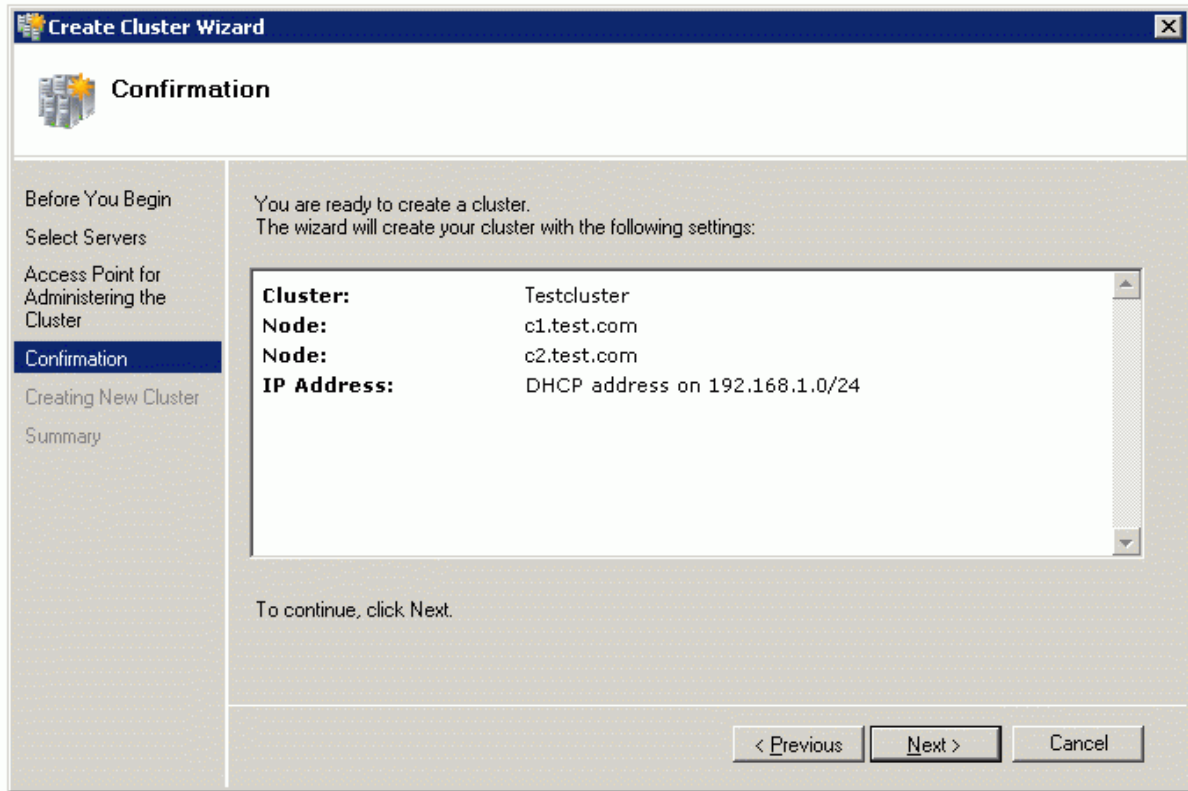 Create Cluster Wizard
Confirmation
Before You Begin
Select Servers
Access Point for
Administering the
Cluster
Confirmation
Creating New Cluster
Summary
You are ready to create a cluster.
The wizard will create your cluster with the following settings:
Cluster: Testcluster
Node: c1.test.com
Node: c2.test.com
IP Address: DHCP address on 192.168.1.0/24
To continue, click Next.
< Previous Next > Cancel